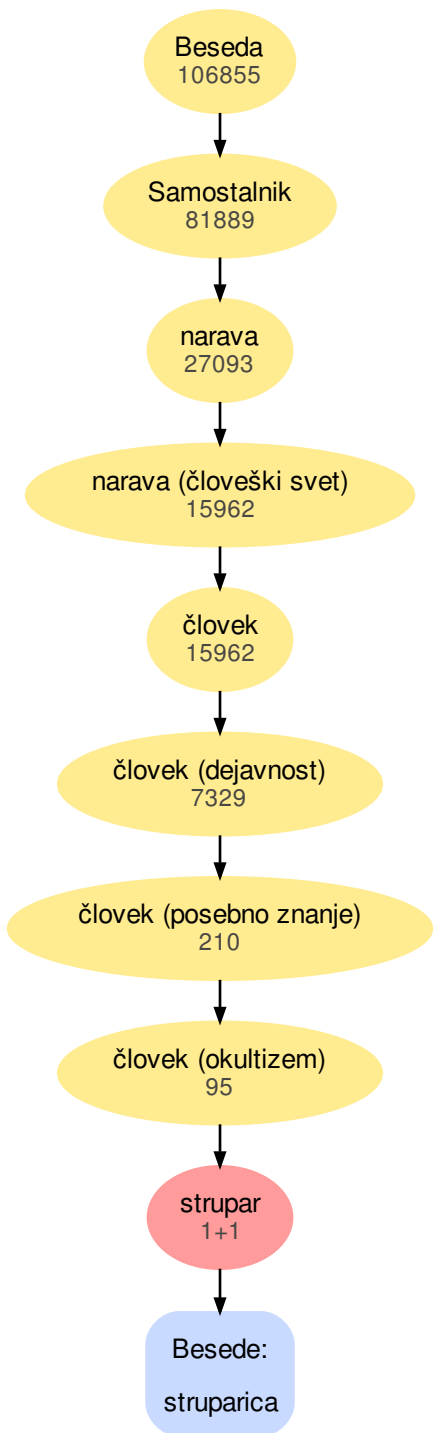 Beseda
106855
Samostalnik
81889
narava
27093
narava (človeški svet)
15962
človek
15962
človek (dejavnost)
7329
človek (posebno znanje)
210
človek (okultizem)
95
strupar
1+1
Besede:
struparica